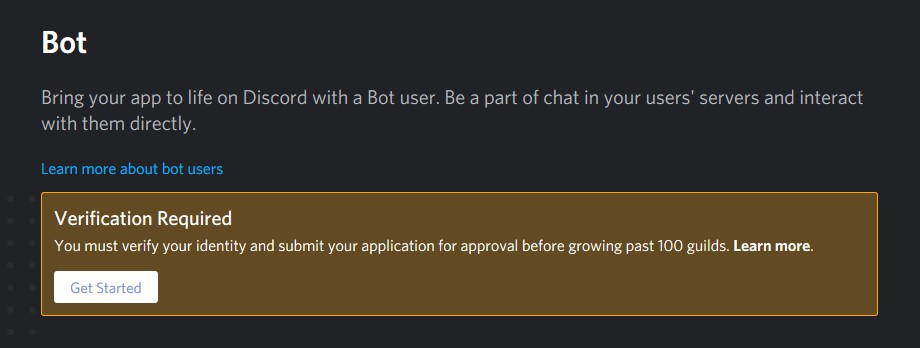 Bot
Bring your app to life on Discord with a Bot user. Be a part of chat in your users' servers and interact
with them directly.
Learn more about bot users
Verification Required
You must verify your identity and submit your application for approval before growing past 100 guilds. Learn more.
Get Started